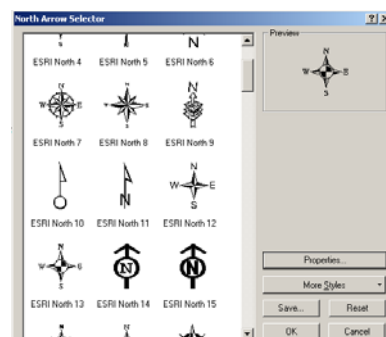 North Arrow Selector
Preview
N
ESRI North 4 ESRI North 5 ESRI North 6
N
W E
S
N
W E
S
ESRI North 7 ESRI North 8 ESRI North 9
N
N
W E
S
ESRI North 10 ESRI North 11 ESRI North 12
N
W
S
N
N
ESRI North 13 ESRI North 14 ESRI North 15
Properties...
More Styles
Save... Reset
OK Cancel